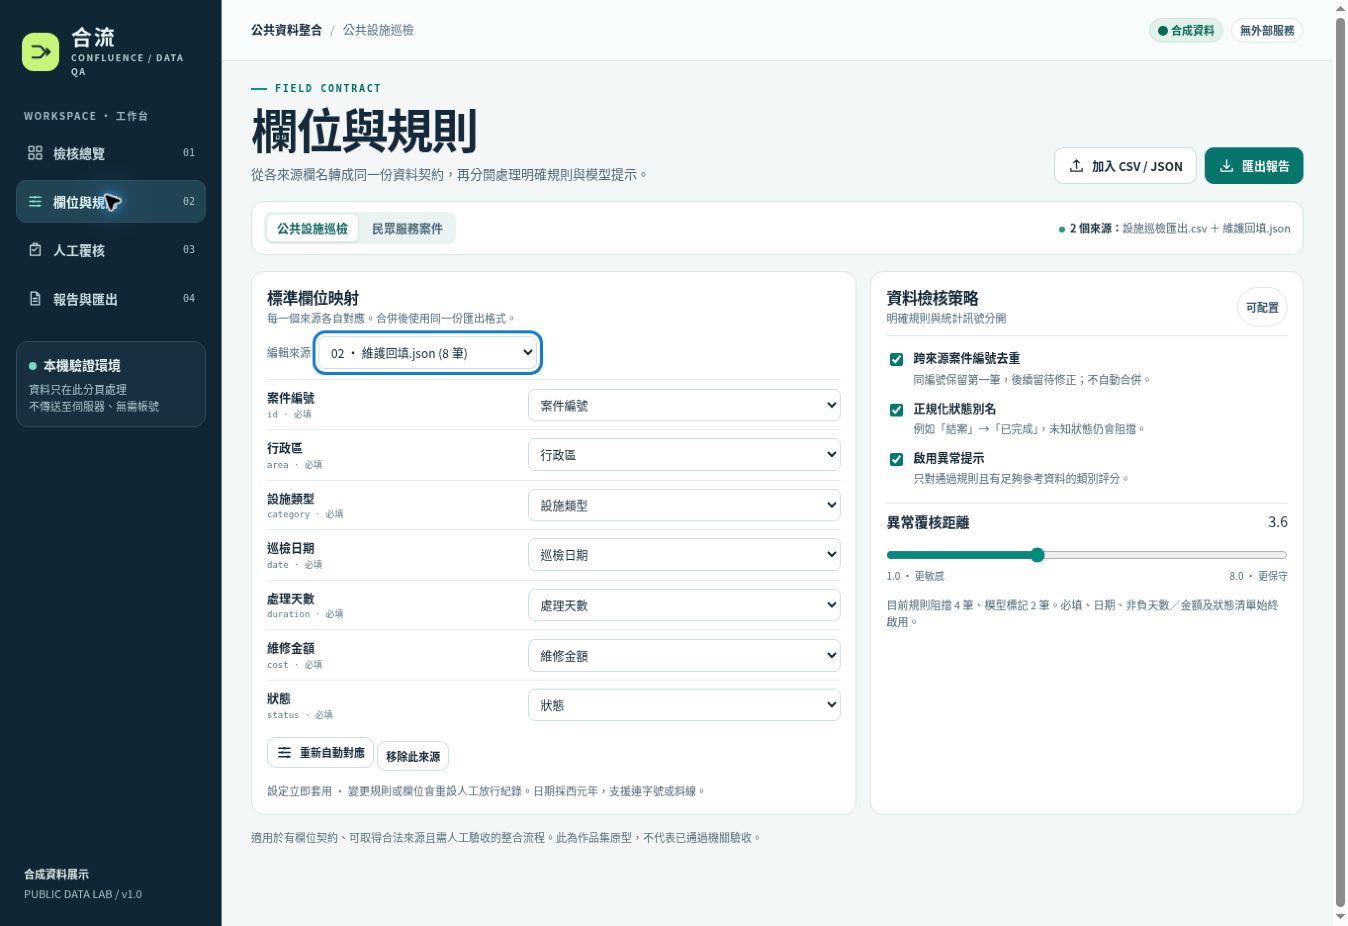 合流
CONFLUENCE / DATA
QA
WORKSPACE · 工作台
檢核總覽 01
欄位與規 02
人工覆核 03
報告與匯出 04
本機驗證環境
資料只在此分頁處理
不傳送至伺服器、無需帳號
合成資料展示
PUBLIC DATA LAB / v1.0
公共資料整合 / 公共設施巡檢
合成資料
無外部服務
FIELD CONTRACT
欄位與規則
從各來源欄名轉成同一份資料契約，再分開處理明確規則與模型提示。
加入 CSV / JSON
匯出報告
公共設施巡檢
民眾服務案件
2 個來源：設施巡檢匯出.csv ＋ 維護回填.json
標準欄位映射
每一個來源各自對應。合併後使用同一份匯出格式。
編輯來源 02 · 維護回填.json (8 筆)
案件編號
id · 必填
案件編號
行政區
area · 必填
行政區
設施類型
category · 必填
設施類型
巡檢日期
date · 必填
巡檢日期
處理天數
duration · 必填
處理天數
維修金額
cost · 必填
維修金額
狀態
status · 必填
狀態
重新自動對應
移除此來源
設定立即套用 · 變更規則或欄位會重設人工放行紀錄。日期採西元年，支援連字號或斜線。
資料檢核策略
明確規則與統計訊號分開
可配置
跨來源案件編號去重
同編號保留第一筆，後續留待修正；不自動合併。
正規化狀態別名
例如「結案」→「已完成」，未知狀態仍會阻擋。
啟用異常提示
只對通過規則且有足夠參考資料的類別評分。
異常覆核距離 3.6
1.0 · 更敏感
8.0 · 更保守
目前規則阻擋 4 筆、模型標記 2 筆。必填、日期、非負天數／金額及狀態清單始終
啟用。
適用於有欄位契約、可取得合法來源且需人工驗收的整合流程。此為作品集原型，不代表已通過機關驗收。